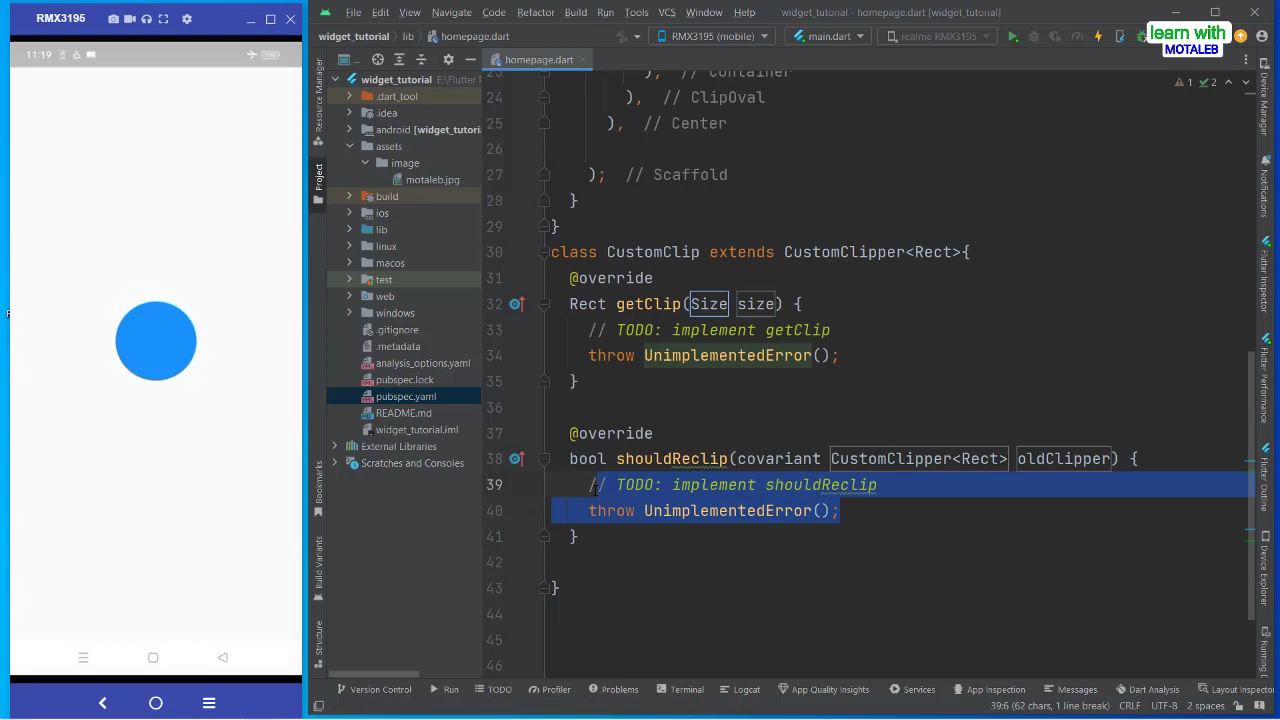 RMX3195
11:19
100
File Edit View Navigate Code Refactor Build Run Tools VCS Window Help widget_tutorial - homepage.dart [widget_tutorial]
learn with
MOTALEB
widget_tutorial lib homepage.dart RMX3195 (mobile) main.dart realme RMX3195
Resource Manager
Project
Bookmarks
Build Variants
Structure
widget_tutorial E:\Flutter
.dart_tool
.idea
android [widget_tutoria
assets
image
motaleb.jpg
build
ios
lib
linux
macos
test
web
windows
.gitignore
.metadata
analysis_options.yaml
pubspec.lock
pubspec.yaml
README.md
widget_tutorial.iml
External Libraries
Scratches and Consoles
homepage.dart
1 2
23 ), // Container
24 ), // ClipOval
25 ), // Center
26
27 ); // Scaffold
28 }
29 }
30 class CustomClip extends CustomClipper<Rect>{
31 @override
32 Rect getClip(Size size) {
33 // TODO: implement getClip
34 throw UnimplementedError();
35 }
36
37 @override
38 bool shouldReclip(covariant CustomClipper<Rect> oldClipper) {
39 // TODO: implement shouldReclip
40 throw UnimplementedError();
41 }
42
43 }
44
45
46
Device Manager
Notifications
Flutter Inspector
Flutter Performance
Flutter Outline
Device Explorer
Running
Version Control Run TODO Profiler Problems Terminal Logcat App Quality Insights Services App Inspection Messages Dart Analysis Layout Inspector
39:6 (62 chars, 1 line break) CRLF UTF-8 2 spaces